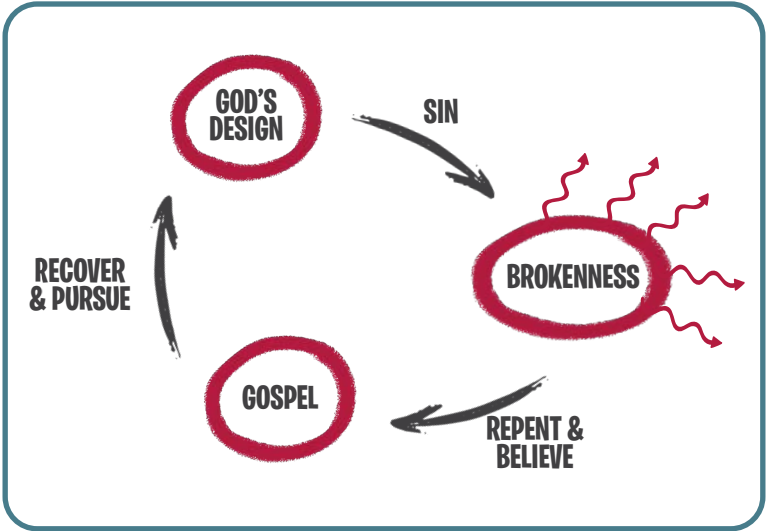 GOD'S
DESIGN
SIN
BROKENNESS
REPENT &
BELIEVE
GOSPEL
RECOVER
& PURSUE